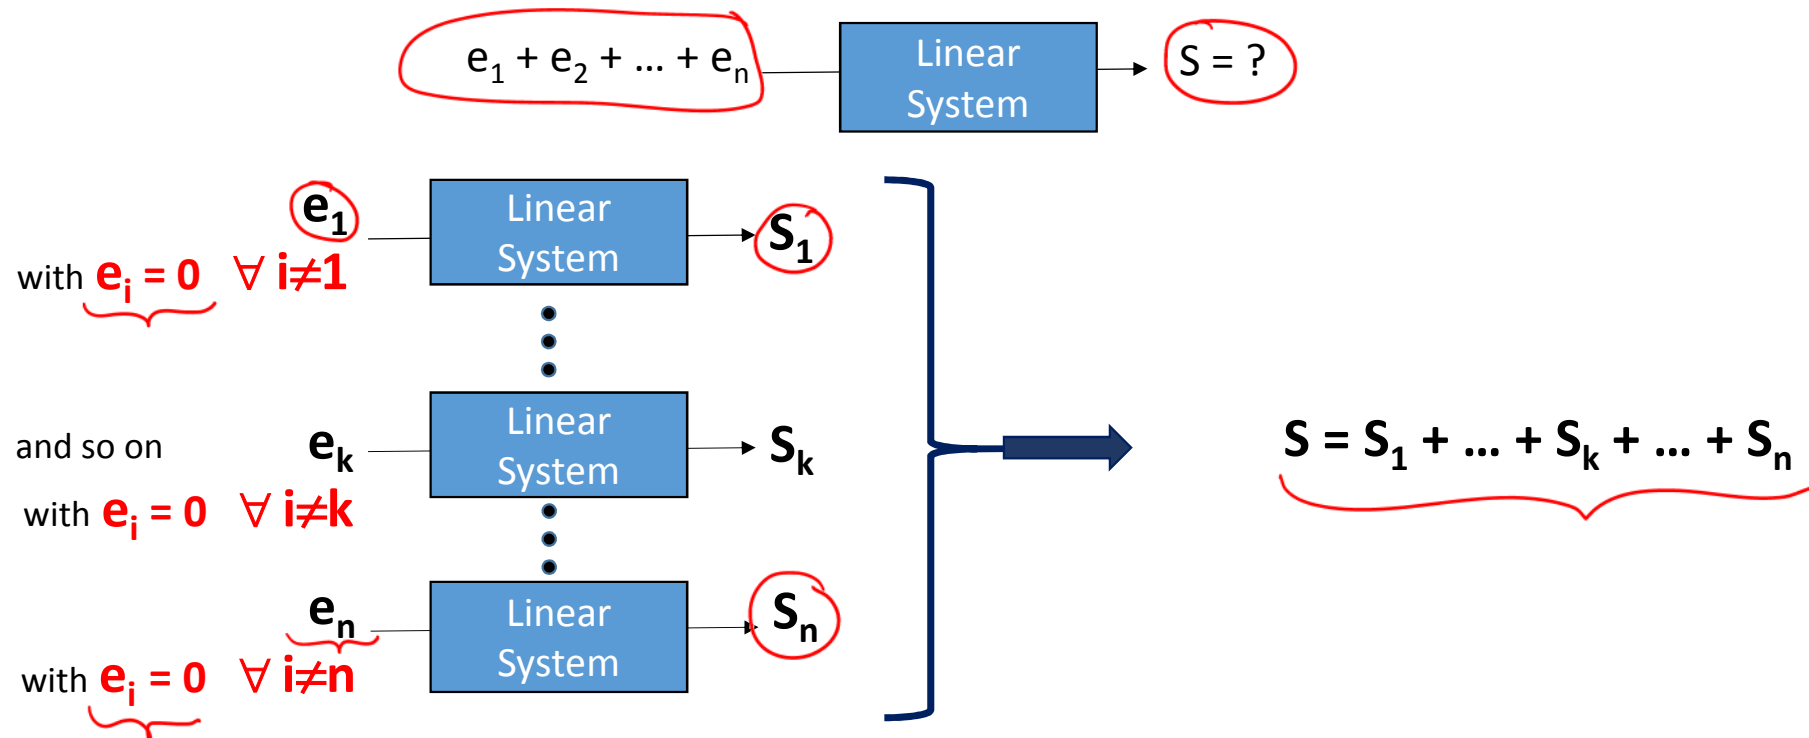 e₁ + e₂ + ... + eₙ
Linear
System
S = ?
e₁
Linear
System
S₁
with eᵢ = 0 ∀ i≠1
and so on
eₖ
Linear
System
Sₖ
S = S₁ + ... + Sₖ + ... + Sₙ
with eᵢ = 0 ∀ i≠k
eₙ
Linear
System
Sₙ
with eᵢ = 0 ∀ i≠n